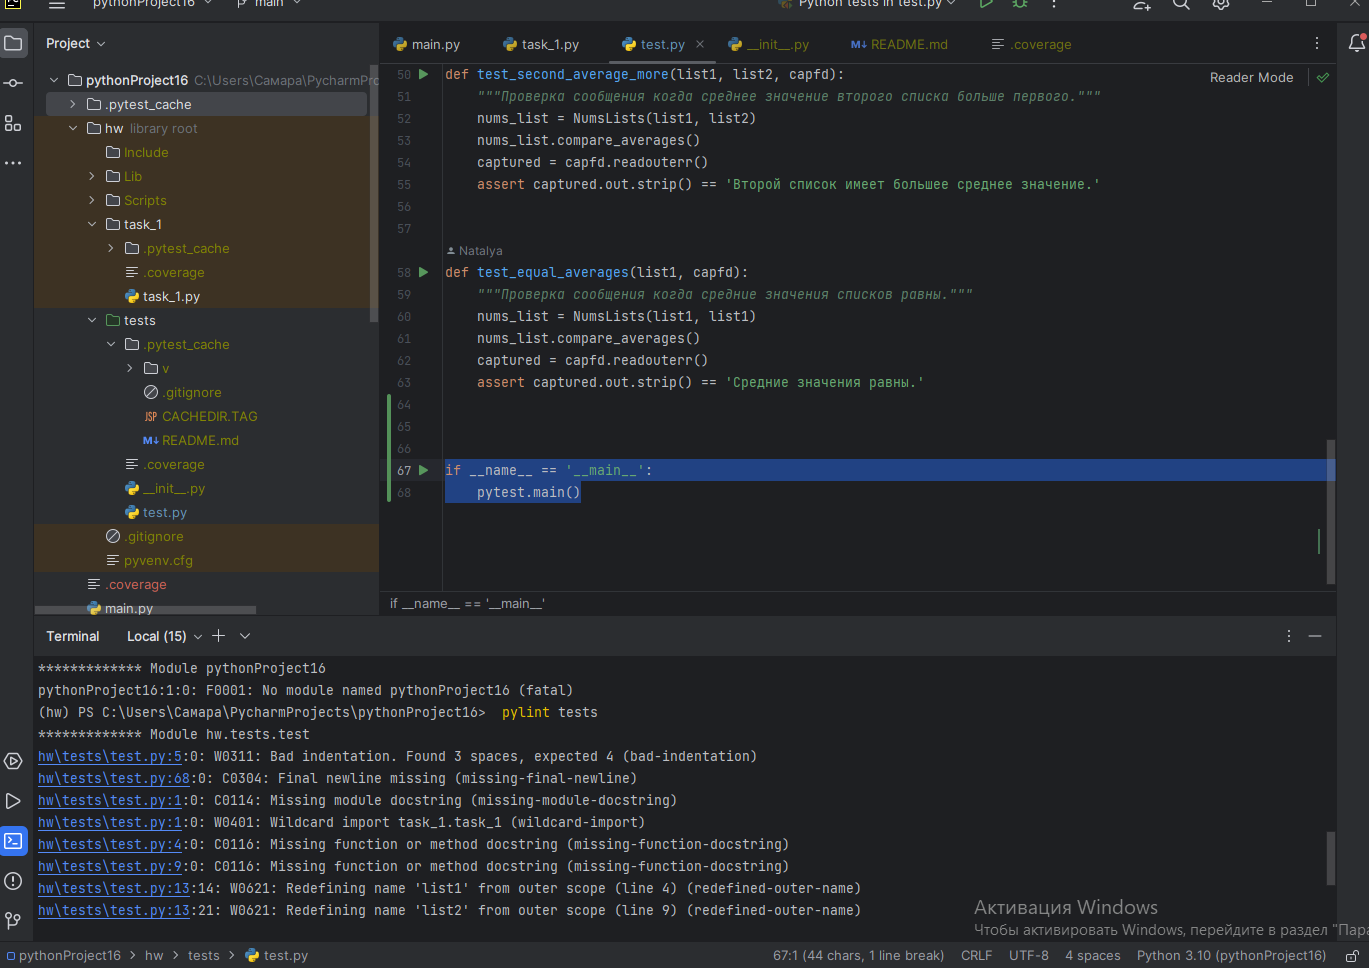 pythonProject16
main
Python tests in test.py
Project
main.py
task_1.py
test.py
__init__.py
M↓ README.md
.coverage
pythonProject16 C:\Users\Самара\PycharmPro
.pytest_cache
hw library root
Include
Lib
Scripts
task_1
.pytest_cache
.coverage
task_1.py
tests
.pytest_cache
v
.gitignore
JSP CACHEDIR.TAG
M↓ README.md
.coverage
__init__.py
test.py
.gitignore
pyvenv.cfg
.coverage
main.py
Reader Mode
50 def test_second_average_more(list1, list2, capfd):
51 """Проверка сообщения когда среднее значение второго списка больше первого."""
52 nums_list = NumsLists(list1, list2)
53 nums_list.compare_averages()
54 captured = capfd.readouterr()
55 assert captured.out.strip() == 'Второй список имеет большее среднее значение.'
56
57
Natalya
58 def test_equal_averages(list1, capfd):
59 """Проверка сообщения когда средние значения списков равны."""
60 nums_list = NumsLists(list1, list1)
61 nums_list.compare_averages()
62 captured = capfd.readouterr()
63 assert captured.out.strip() == 'Средние значения равны.'
64
65
66
67 if __name__ == '__main__':
68 pytest.main()
if __name__ == '__main__'
Terminal Local (15)
************* Module pythonProject16
pythonProject16:1:0: F0001: No module named pythonProject16 (fatal)
(hw) PS C:\Users\Самара\PycharmProjects\pythonProject16> pylint tests
************* Module hw.tests.test
hw\tests\test.py:5:0: W0311: Bad indentation. Found 3 spaces, expected 4 (bad-indentation)
hw\tests\test.py:68:0: C0304: Final newline missing (missing-final-newline)
hw\tests\test.py:1:0: C0114: Missing module docstring (missing-module-docstring)
hw\tests\test.py:1:0: W0401: Wildcard import task_1.task_1 (wildcard-import)
hw\tests\test.py:4:0: C0116: Missing function or method docstring (missing-function-docstring)
hw\tests\test.py:9:0: C0116: Missing function or method docstring (missing-function-docstring)
hw\tests\test.py:13:14: W0621: Redefining name 'list1' from outer scope (line 4) (redefined-outer-name)
hw\tests\test.py:13:21: W0621: Redefining name 'list2' from outer scope (line 9) (redefined-outer-name)
Активация Windows
Чтобы активировать Windows, перейдите в раздел "Пара
pythonProject16 > hw > tests > test.py
67:1 (44 chars, 1 line break) CRLF UTF-8 4 spaces Python 3.10 (pythonProject16)